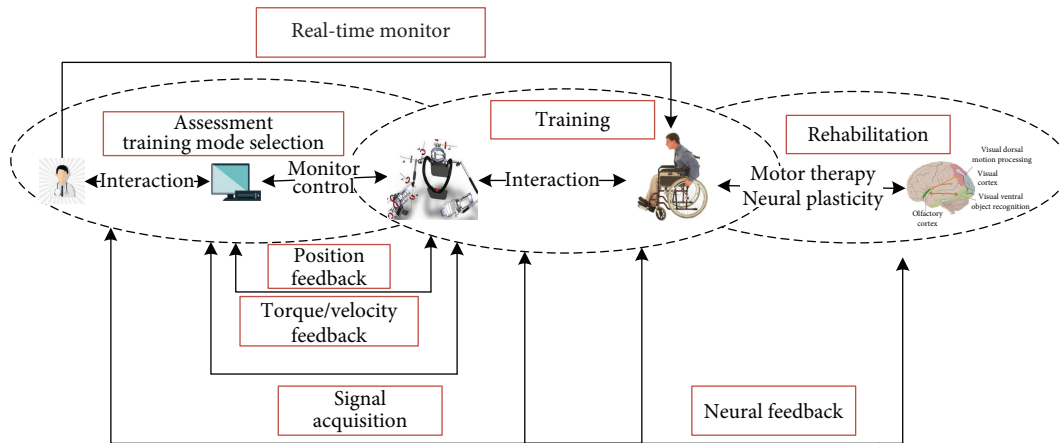 Real-time monitor
Assessment
training mode selection
Training
Rehabilitation
Interaction
Monitor
control
Interaction
Motor therapy
Neural plasticity
Visual dorsal
motion processing
Visual
cortex
Visual ventral
object recognition
Olfactory
cortex
Position
feedback
Torque/velocity
feedback
Signal
acquisition
Neural feedback